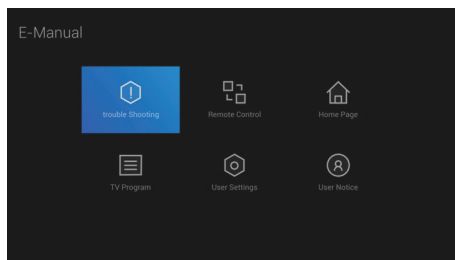 E-Manual
trouble Shooting
Remote Control
Home Page
TV Program
User Settings
User Notice